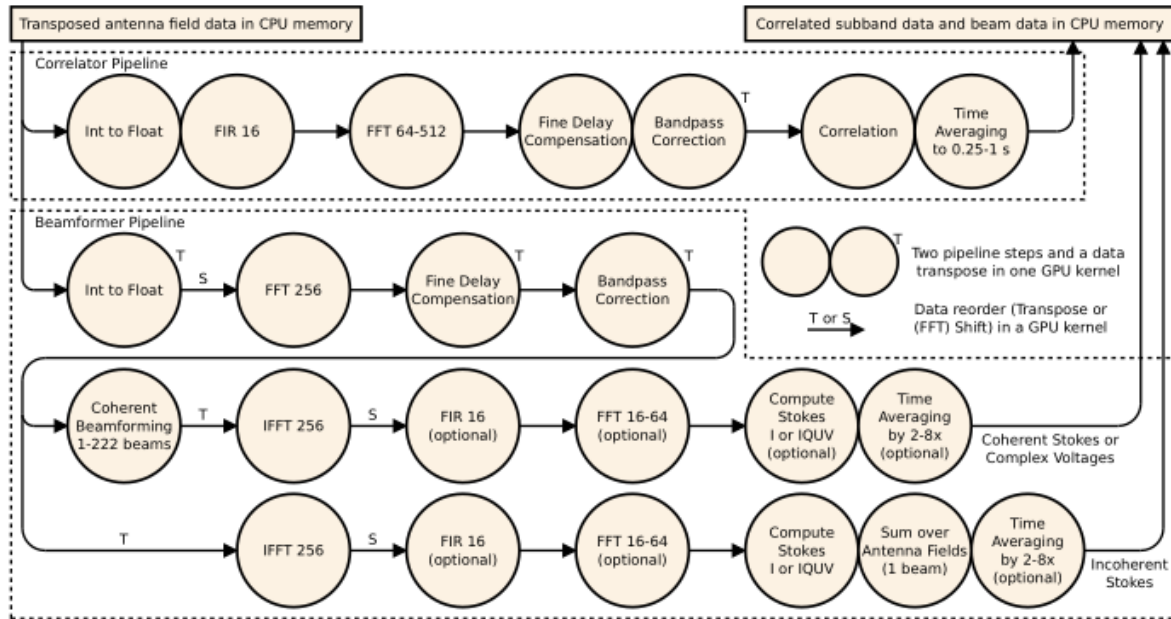 Transposed antenna field data in CPU memory
Correlated subband data and beam data in CPU memory
Correlator Pipeline
Int to Float
FIR 16
FFT 64-512
Fine Delay
Compensation
Bandpass
Correction
T
Correlation
Time
Averaging
to 0.25-1 s
Beamformer Pipeline
Int to Float
T
S
FFT 256
Fine Delay
Compensation
T
Bandpass
Correction
T
T
Two pipeline steps and a data
transpose in one GPU kernel
T or S
Data reorder (Transpose or
(FFT) Shift) in a GPU kernel
Coherent
Beamforming
1-222 beams
T
IFFT 256
S
FIR 16
(optional)
FFT 16-64
(optional)
Compute
Stokes
I or IQUV
(optional)
Time
Averaging
by 2-8x
(optional)
Coherent Stokes or
Complex Voltages
T
IFFT 256
S
FIR 16
(optional)
FFT 16-64
(optional)
Compute
Stokes
I or IQUV
Sum over
Antenna Fields
(1 beam)
Time
Averaging
by 2-8x
(optional)
Incoherent
Stokes